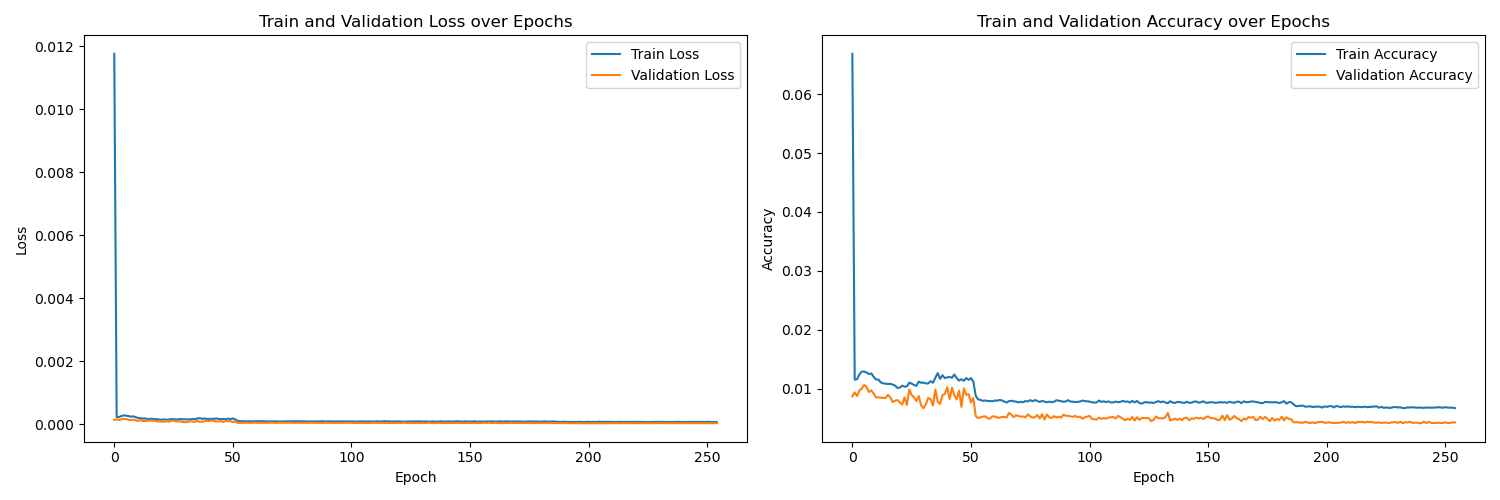 Train and Validation Loss over Epochs
Train Loss
Validation Loss
0.012
0.010
0.008
0.006
0.004
0.002
0.000
Loss
0
50
100
150
200
250
Epoch
Train and Validation Accuracy over Epochs
Train Accuracy
Validation Accuracy
0.06
0.05
0.04
0.03
0.02
0.01
Accuracy
0
50
100
150
200
250
Epoch